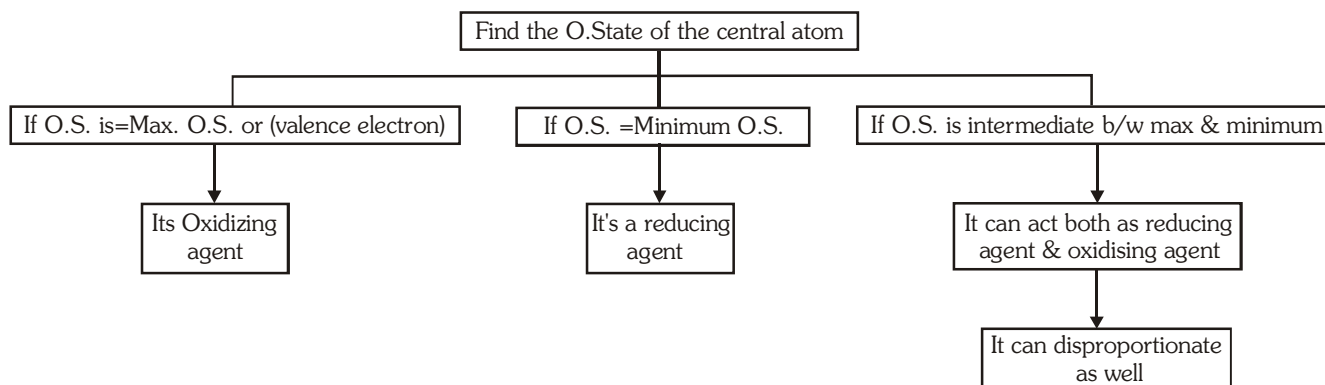 Find the O.State of the central atom
If O.S. is=Max. O.S. or (valence electron)
If O.S. =Minimum O.S.
If O.S. is intermediate b/w max & minimum
Its Oxidizing
agent
It's a reducing
agent
It can act both as reducing
agent & oxidising agent
It can disproportionate
as well